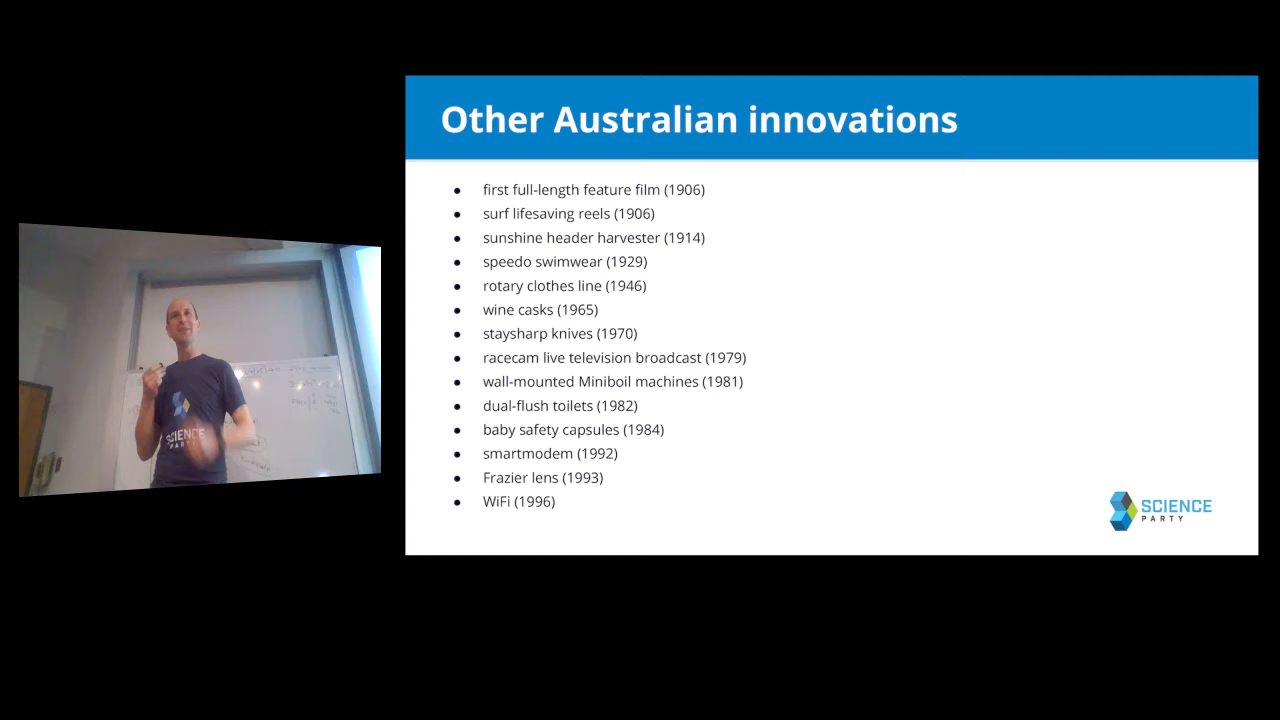 Other Australian innovations
● first full-length feature film (1906)
● surf lifesaving reels (1906)
● sunshine header harvester (1914)
● speedo swimwear (1929)
● rotary clothes line (1946)
● wine casks (1965)
● staysharp knives (1970)
● racecam live television broadcast (1979)
● wall-mounted Miniboil machines (1981)
● dual-flush toilets (1982)
● baby safety capsules (1984)
● smartmodem (1992)
● Frazier lens (1993)
● WiFi (1996)
SCIENCE
PARTY
SCIENCE
PARTY